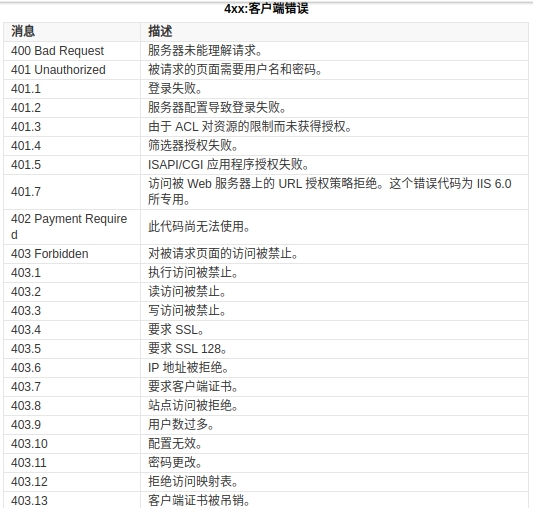 4xx:客户端错误
消息 描述
400 Bad Request 服务器未能理解请求。
401 Unauthorized 被请求的页面需要用户名和密码。
401.1 登录失败。
401.2 服务器配置导致登录失败。
401.3 由于 ACL 对资源的限制而未获得授权。
401.4 筛选器授权失败。
401.5 ISAPI/CGI 应用程序授权失败。
401.7 访问被 Web 服务器上的 URL 授权策略拒绝。这个错误代码为 IIS 6.0
所专用。
402 Payment Require
d
此代码尚无法使用。
403 Forbidden 对被请求页面的访问被禁止。
403.1 执行访问被禁止。
403.2 读访问被禁止。
403.3 写访问被禁止。
403.4 要求 SSL。
403.5 要求 SSL 128。
403.6 IP 地址被拒绝。
403.7 要求客户端证书。
403.8 站点访问被拒绝。
403.9 用户数过多。
403.10 配置无效。
403.11 密码更改。
403.12 拒绝访问映射表。
403.13 客户端证书被吊销。